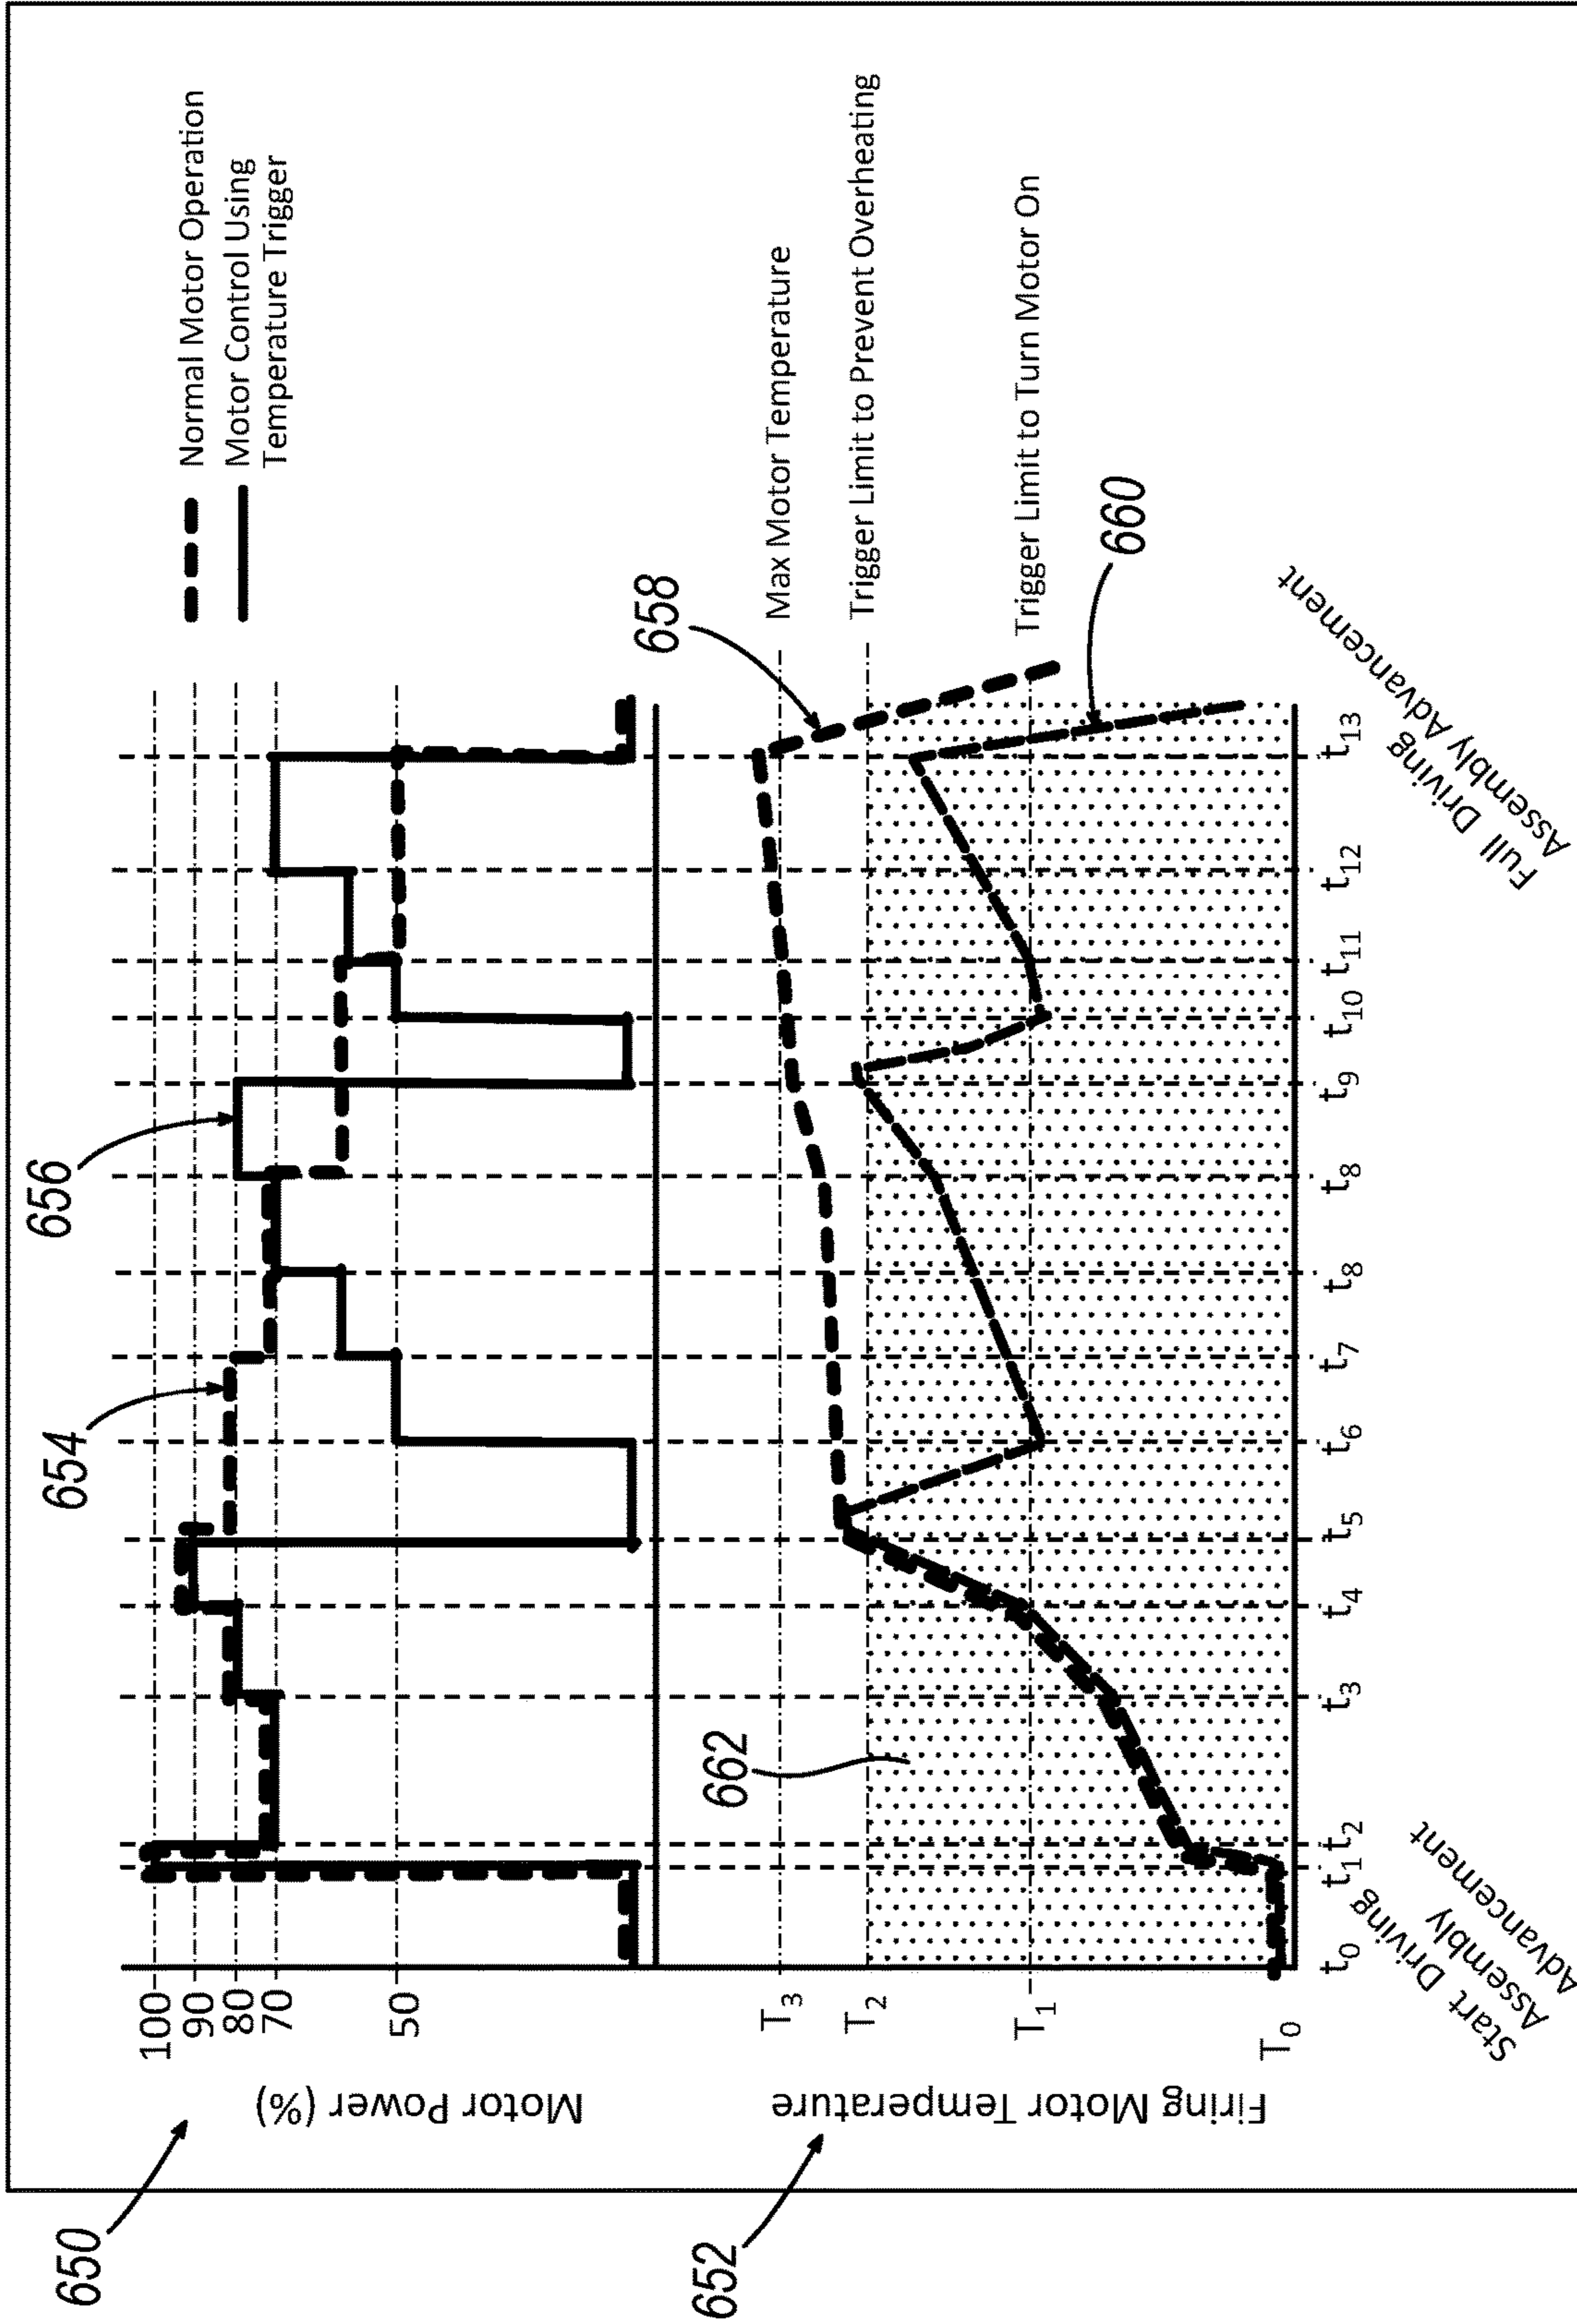 650
Motor Power (%)
100
90
80
70
50
654
656
Normal Motor Operation
Motor Control Using
Temperature Trigger
652
Firing Motor Temperature
T3
T2
T1
T0
662
658
660
Max Motor Temperature
Trigger Limit to Prevent Overheating
Trigger Limit to Turn Motor On
t0
t1
t2
t3
t4
t5
t6
t7
t8
t8
t9
t10
t11
t12
t13
Start Driving
Assembly
Advancement
Full Driving
Assembly Advancement